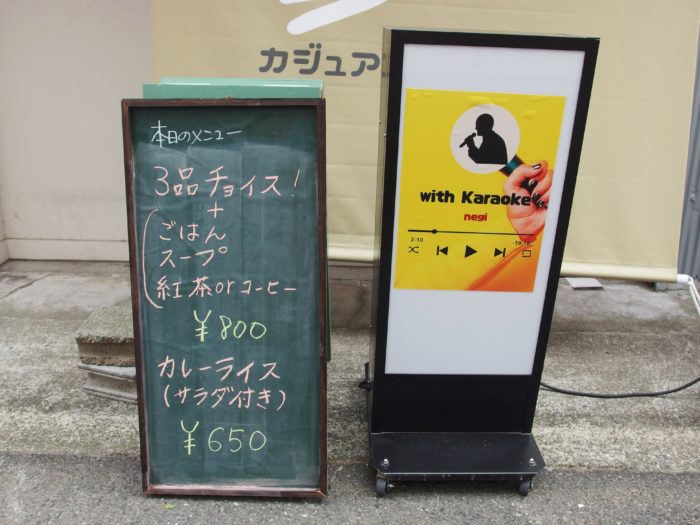 カジュア
本日のメニュー
3品チョイス!
+
ごはん
スープ
紅茶orコーヒー
¥800
カレーライス
(サラダ付き)
¥650
with Karaoke
negi
2:10